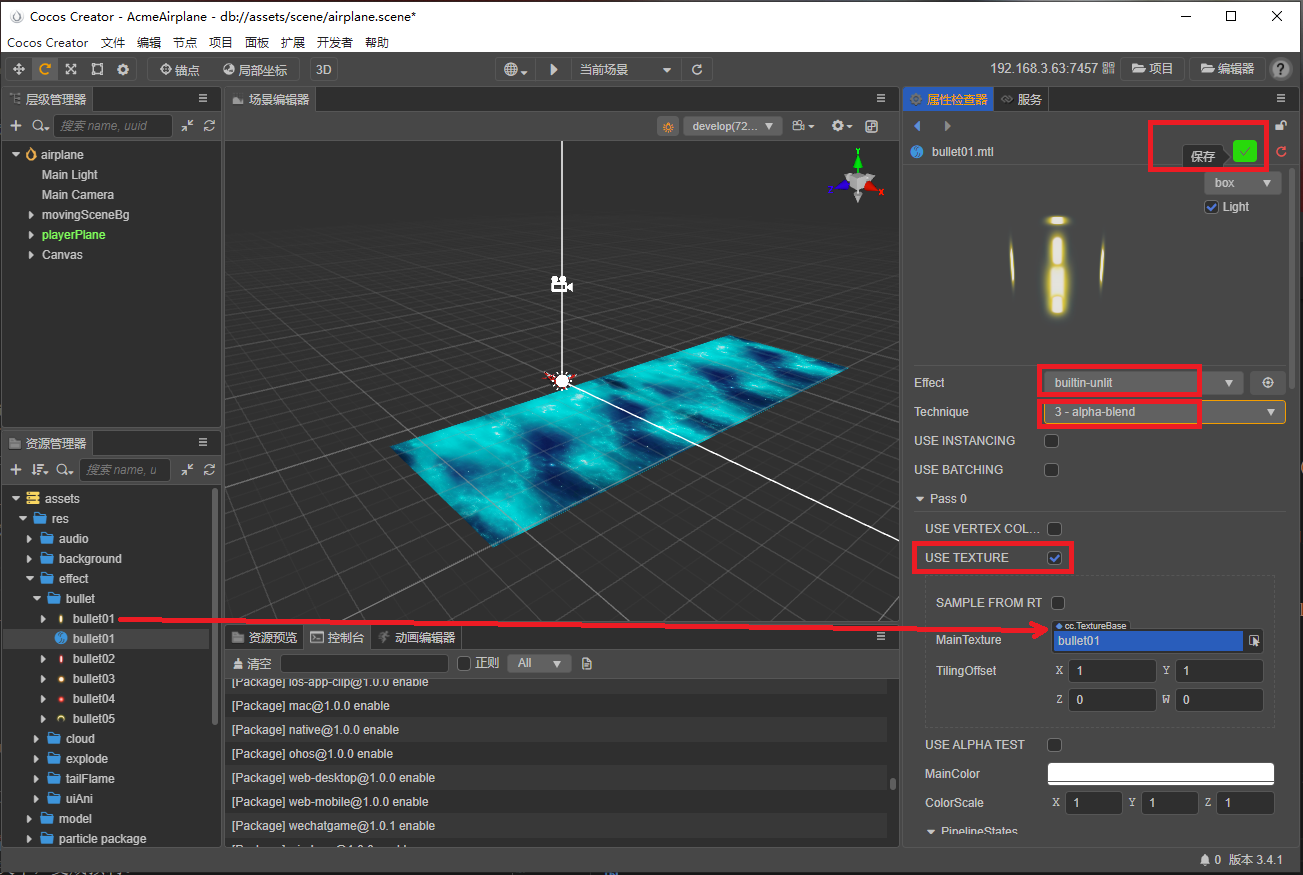 Cocos Creator - AcmeAirplane - db://assets/scene/airplane.scene*
Cocos Creator 文件 编辑 节点 项目 面板 扩展 开发者 帮助
锚点 局部坐标 3D 当前场景 192.168.3.63:7457 项目 编辑器 ?
层级管理器
搜索 name, uuid
airplane
Main Light
Main Camera
movingSceneBg
playerPlane
Canvas
场景编辑器
develop(72...
Y
X
Z
资源管理器
搜索 name, u
assets
res
audio
background
effect
bullet
bullet01
bullet01
bullet02
bullet03
bullet04
bullet05
cloud
explode
tailFlame
uiAni
model
particle package
资源预览 控制台 动画编辑器
清空 正则 All
[Package] ios-app-clip@1.0.0 enable
[Package] mac@1.0.0 enable
[Package] native@1.0.0 enable
[Package] ohos@1.0.0 enable
[Package] web-desktop@1.0.0 enable
[Package] web-mobile@1.0.0 enable
[Package] wechatgame@1.0.1 enable
属性检查器 服务
bullet01.mtl 保存
box
Light
Effect builtin-unlit
Technique 3 - alpha-blend
USE INSTANCING
USE BATCHING
Pass 0
USE VERTEX COL...
USE TEXTURE
SAMPLE FROM RT
cc.TextureBase
MainTexture bullet01
TilingOffset X 1 Y 1
Z 0 W 0
USE ALPHA TEST
MainColor
ColorScale X 1 Y 1 Z 1
PipelineStates
0 版本 3.4.1